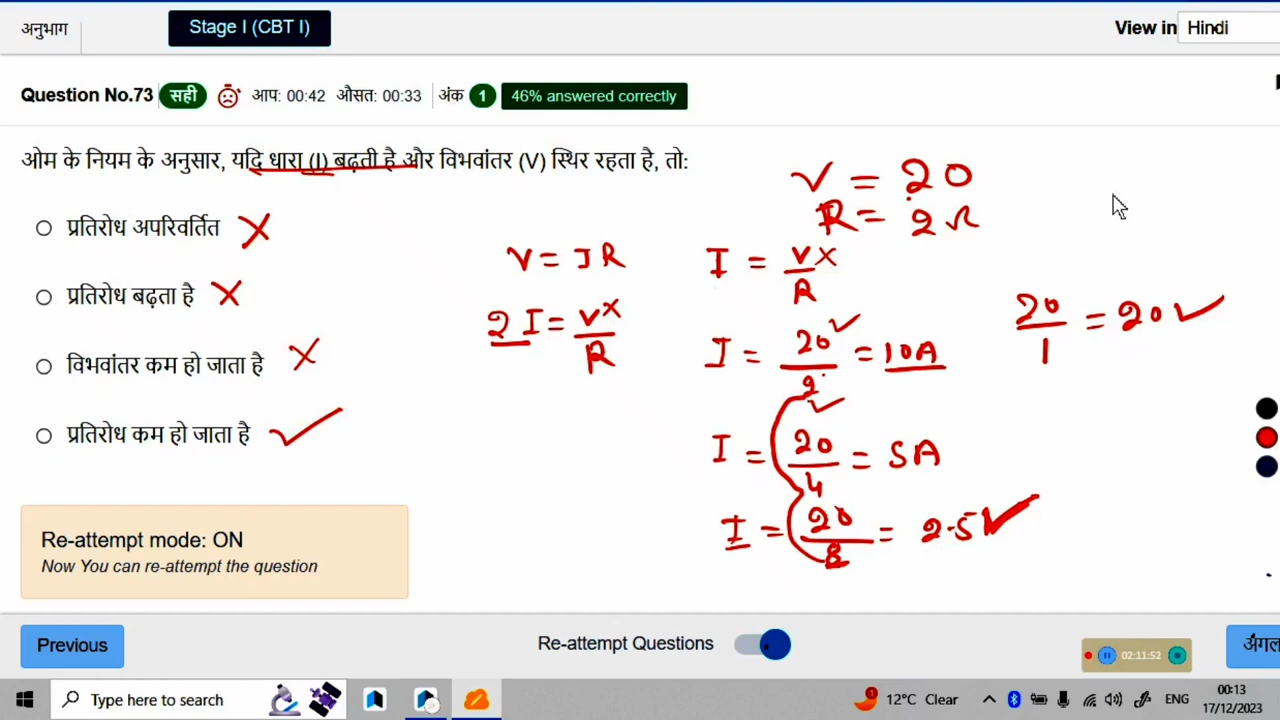 अनुभाग
Stage I (CBT I)
View in
Hindi
Question No.73
सही
आप: 00:42
औसत: 00:33
अंक 1
46% answered correctly
ओम के नियम के अनुसार, यदि धारा (I) बढ़ती है और विभवांतर (V) स्थिर रहता है, तो:
प्रतिरोध अपरिवर्तित
प्रतिरोध बढ़ता है
विभवांतर कम हो जाता है
प्रतिरोध कम हो जाता है
V = IR
2I = V/R
V = 20
R = 2Ω
I = V/R
I = 20/2 = 10A
I = 20/4 = 5A
I = 20/8 = 2.5
20/1 = 20
Re-attempt mode: ON
Now You can re-attempt the question
Previous
Re-attempt Questions
02:11:52
Type here to search
1
12°C Clear
ENG
00:13
17/12/2023